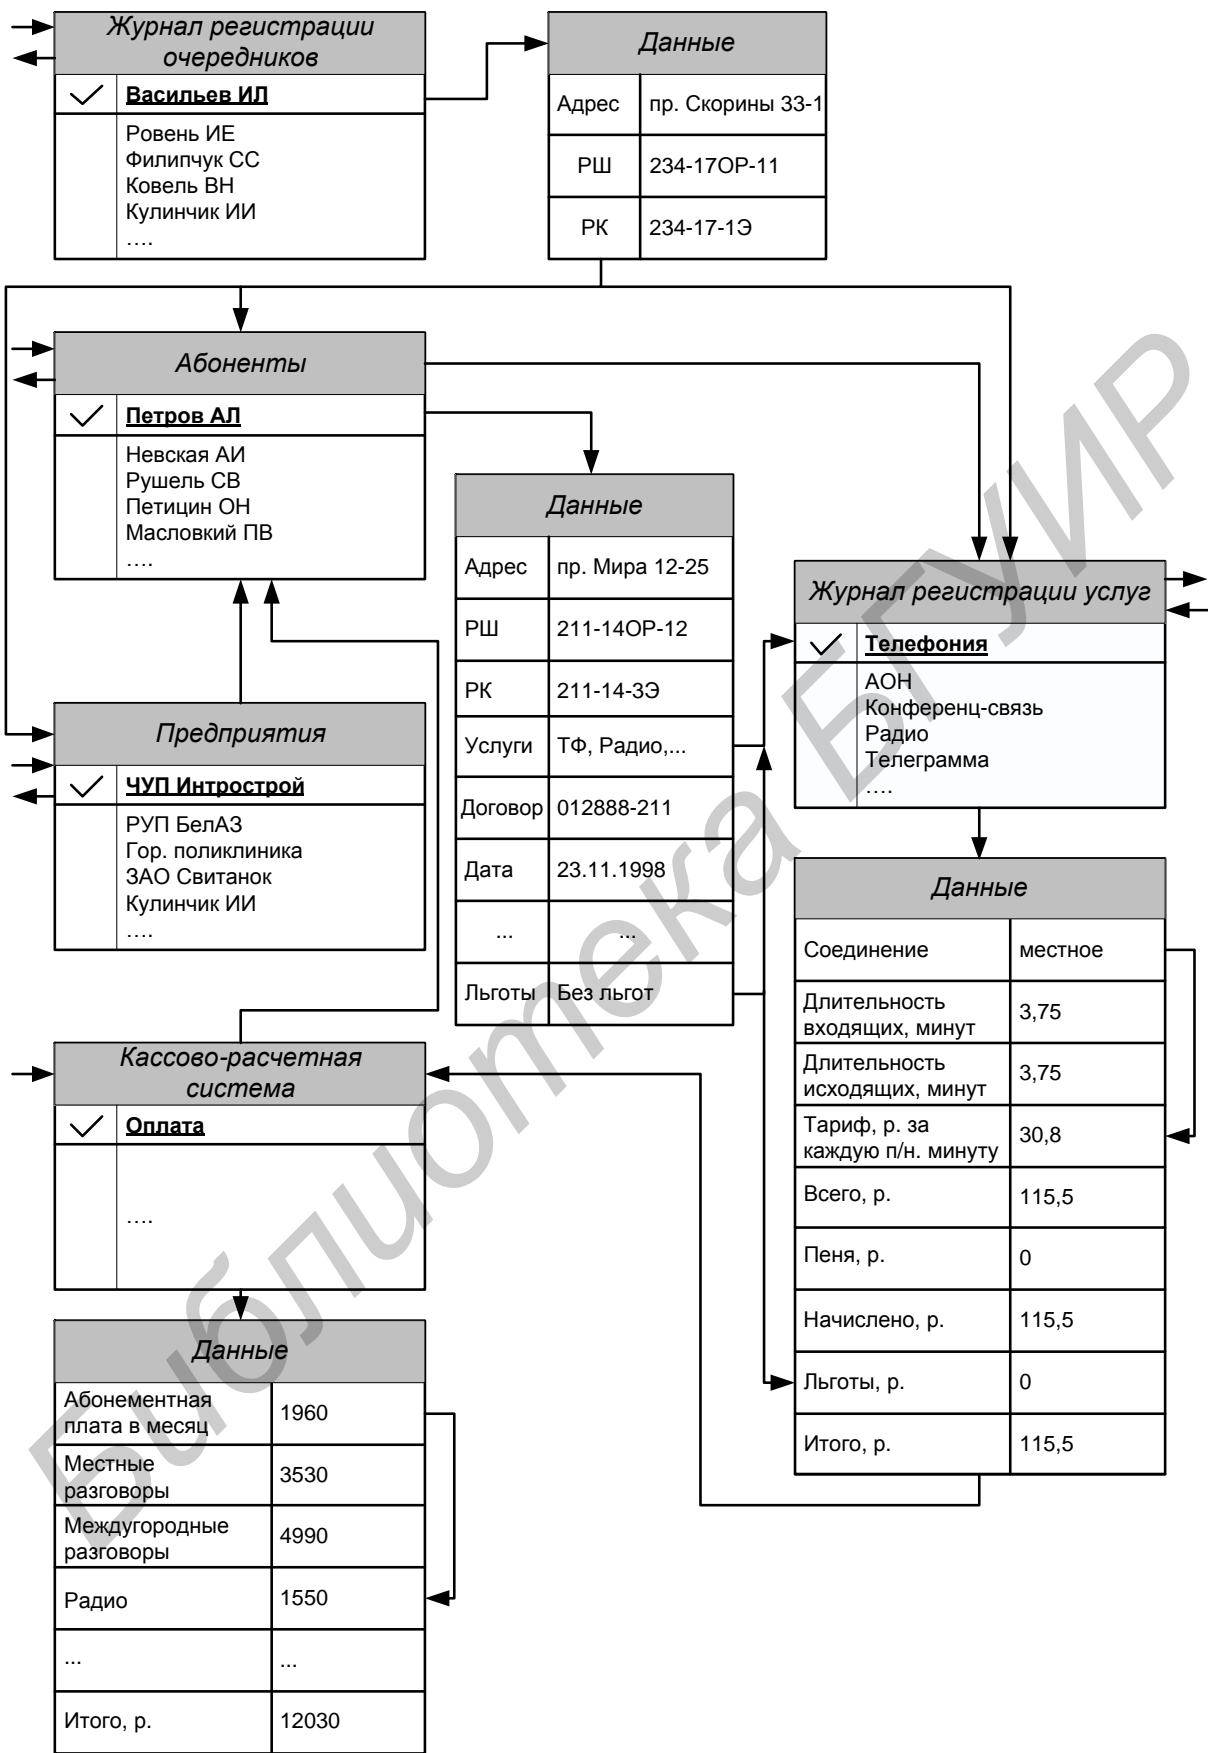 Журнал регистрации
очередников
Васильев ИЛ
Ровень ИЕ
Филипчук СС
Ковель ВН
Кулинчик ИИ
….
Данные
Адрес пр. Скорины 33-1
РШ 234-17ОР-11
РК 234-17-1Э
Абоненты
Петров АЛ
Невская АИ
Рушель СВ
Петицин ОН
Масловкий ПВ
….
Данные
Адрес пр. Мира 12-25
РШ 211-14ОР-12
РК 211-14-3Э
Услуги ТФ, Радио,...
Договор 012888-211
Дата 23.11.1998
... ...
Льготы Без льгот
Журнал регистрации услуг
Телефония
АОН
Конференц-связь
Радио
Телеграмма
….
Предприятия
ЧУП Интрострой
РУП БелАЗ
Гор. поликлиника
ЗАО Свитанок
Кулинчик ИИ
….
Данные
Соединение местное
Длительность
входящих, минут 3,75
Длительность
исходящих, минут 3,75
Тариф, р. за
каждую п/н. минуту 30,8
Всего, р. 115,5
Пеня, р. 0
Начислено, р. 115,5
Льготы, р. 0
Итого, р. 115,5
Кассово-расчетная
система
Оплата
….
Данные
Абонементная
плата в месяц 1960
Местные
разговоры 3530
Междугородные
разговоры 4990
Радио 1550
... ...
Итого, р. 12030
Библиотека БГУИР